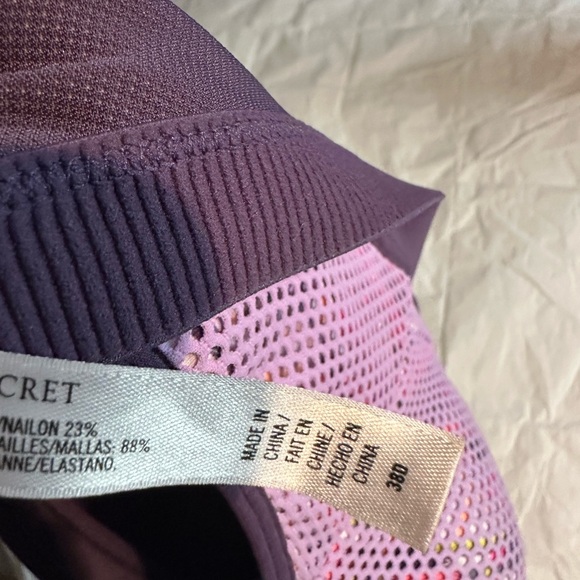 CRET
/NAILON 23%
AILLES/MALLAS: 88%
ANNE/ELASTANO.
MADE IN
CHINA /
FAIT EN
CHINE /
HECHO EN
CHINA
38D